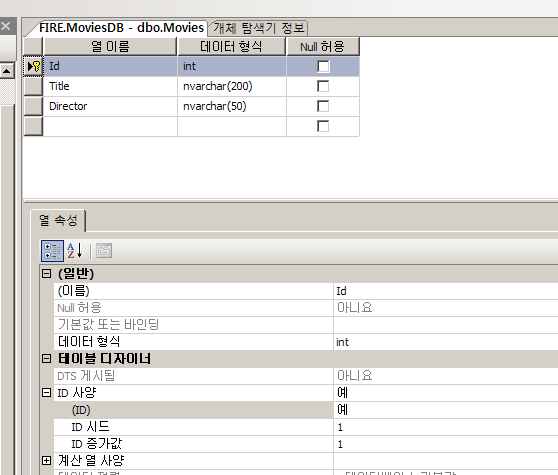 FIRE.MoviesDB - dbo.Movies 개체 탐색기 정보
열 이름 데이터 형식 Null 허용
Id int
Title nvarchar(200)
Director nvarchar(50)
열 속성
(일반)
(이름) Id
Null 허용 아니요
기본값 또는 바인딩
데이터 형식 int
테이블 디자이너
DTS 게시됨 아니요
ID 사양 예
(ID) 예
ID 시드 1
ID 증가값 1
계산 열 사양